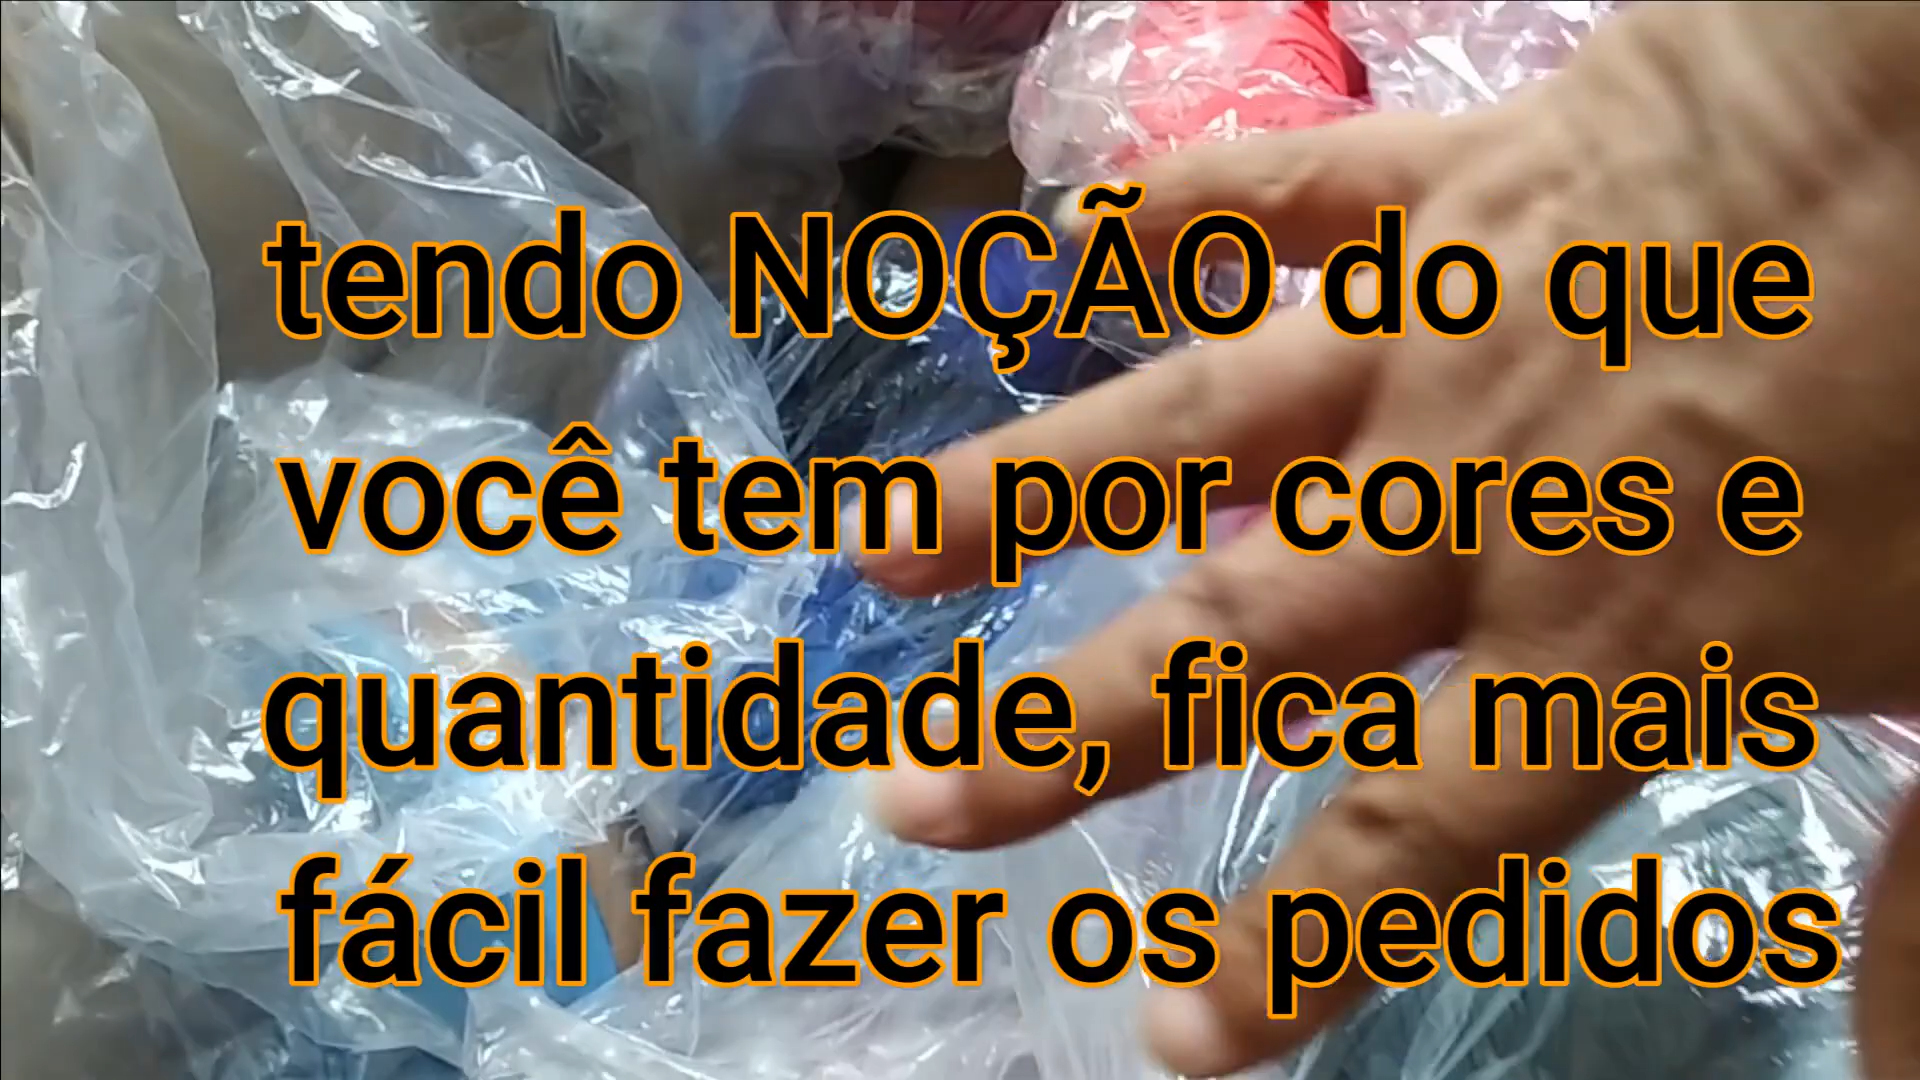 tendo NOÇÃO do que
você tem por cores e
quantidade, fica mais
fácil fazer os pedidos